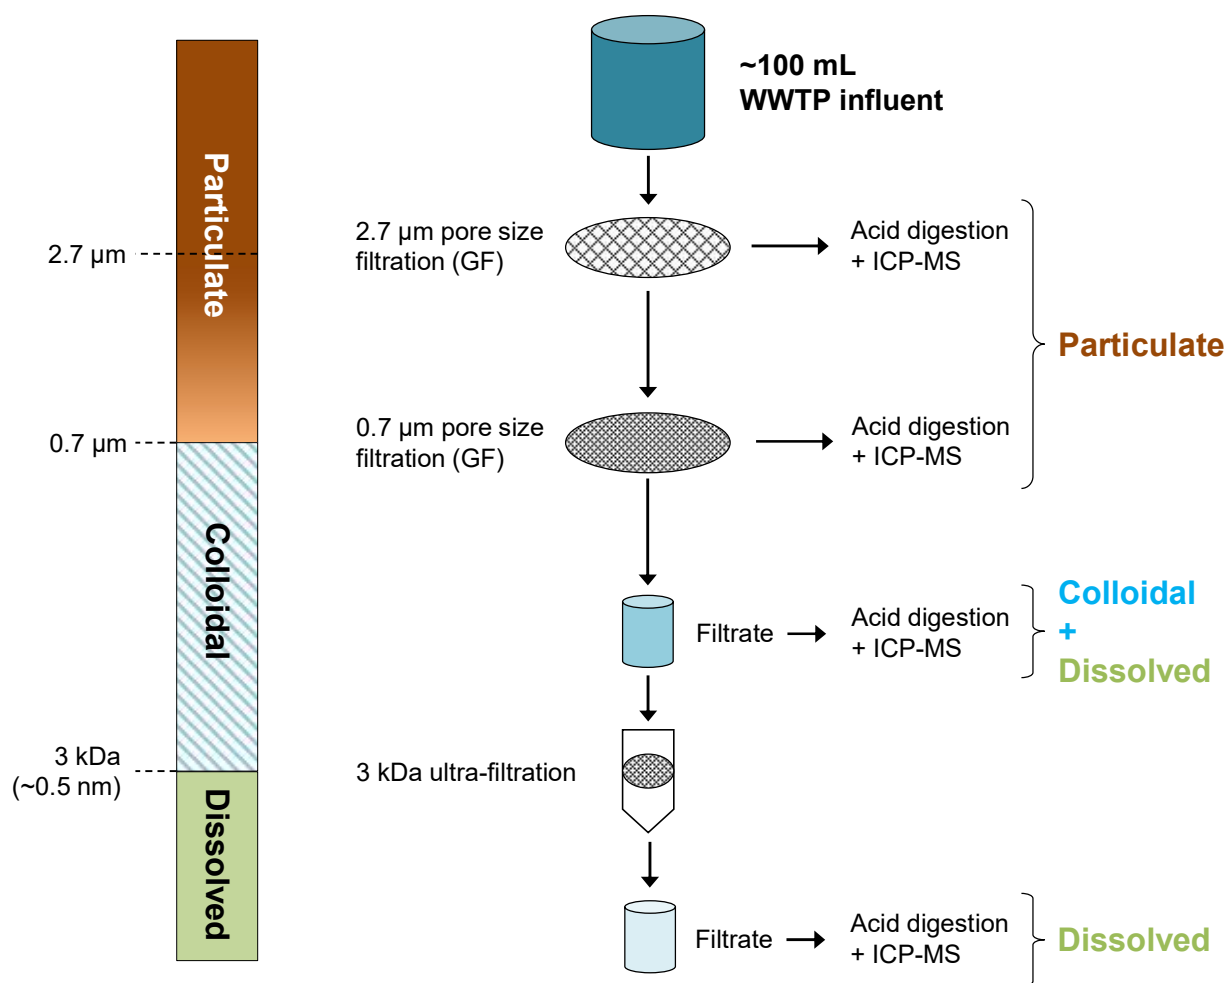 ~100 mL
WWTP influent
Particulate
2.7 µm
2.7 µm pore size
filtration (GF)
Acid digestion
+ ICP-MS
Particulate
0.7 µm
0.7 µm pore size
filtration (GF)
Acid digestion
+ ICP-MS
Colloidal
Filtrate
Acid digestion
+ ICP-MS
Colloidal
+
Dissolved
3 kDa
(~0.5 nm)
3 kDa ultra-filtration
Dissolved
Filtrate
Acid digestion
+ ICP-MS
Dissolved